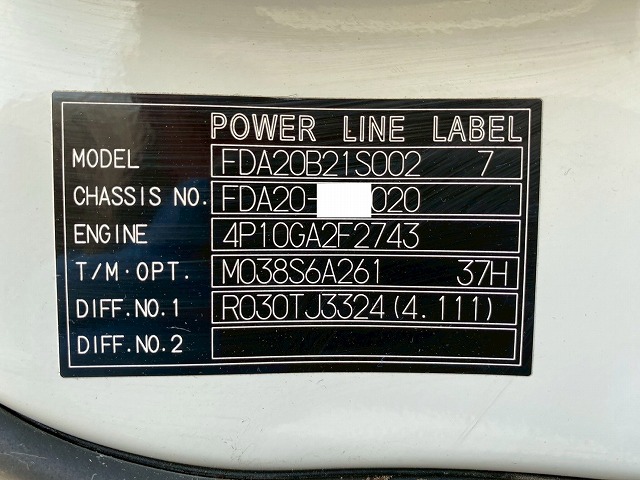 POWER LINE LABEL
MODEL FDA20B21S002 7
CHASSIS NO. FDA20- 020
ENGINE 4P10GA2F2743
T/M·OPT. M038S6A261 37H
DIFF.NO.1 R030TJ3324(4.111)
DIFF.NO.2